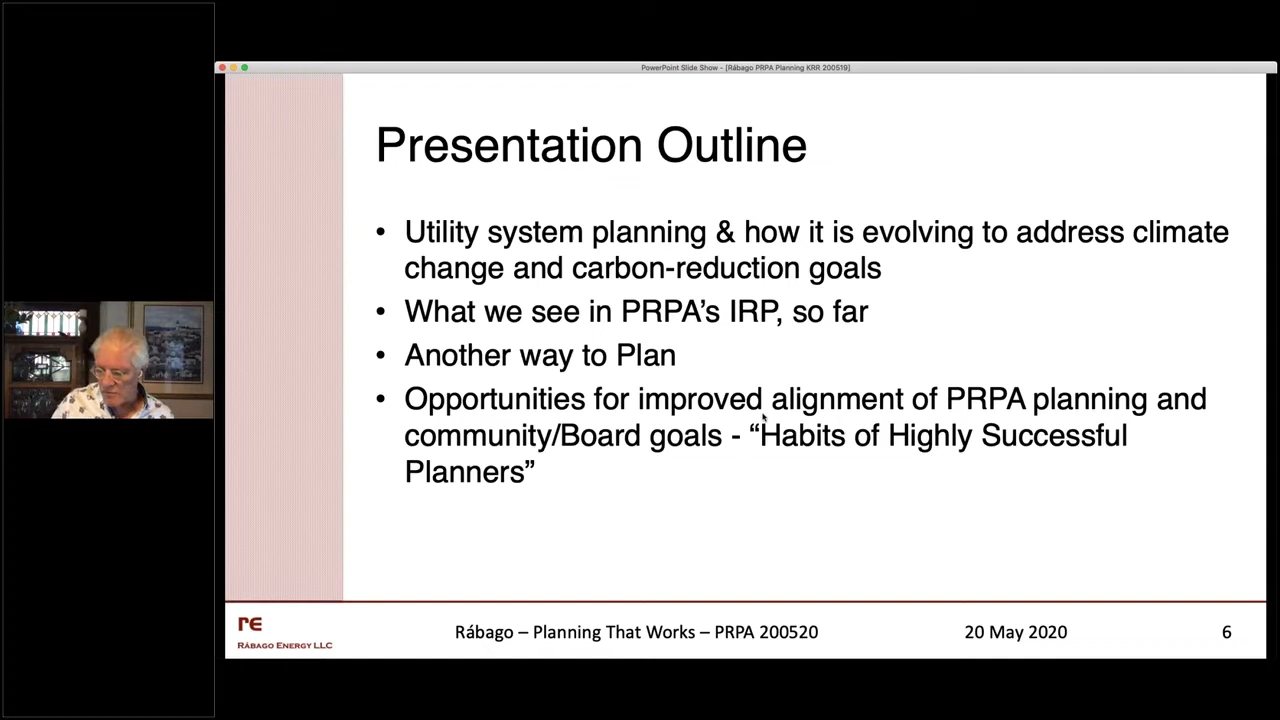 PowerPoint Slide Show - [Rábago PRPA Planning KRR 200519]
Presentation Outline
• Utility system planning & how it is evolving to address climate
change and carbon-reduction goals
• What we see in PRPA’s IRP, so far
• Another way to Plan
• Opportunities for improved alignment of PRPA planning and
community/Board goals - “Habits of Highly Successful
Planners”
re
RÁBAGO ENERGY LLC
Rábago – Planning That Works – PRPA 200520
20 May 2020
6